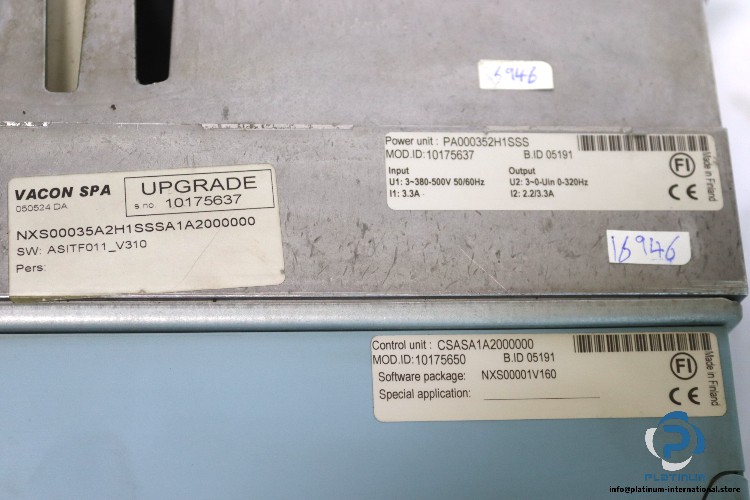 6946
Power unit : PA000352H1SSS
MOD.ID:10175637 B.ID 05191
Input Output
U1: 3~380-500V 50/60Hz U2: 3~0-Uin 0-320Hz
I1: 3.3A I2: 2.2/3.3A
FI
CE
Made in Finland
VACON SPA
050524 DA
UPGRADE
s.no. 10175637
NXS00035A2H1SSSA1A2000000
SW: ASITF011_V310
Pers:
16946
Control unit : CSASA1A2000000
MOD.ID:10175650 B.ID 05191
Software package: NXS00001V160
Special application:
FI
CE
Made in Finland
PLATINUM
info@platinum-international.store